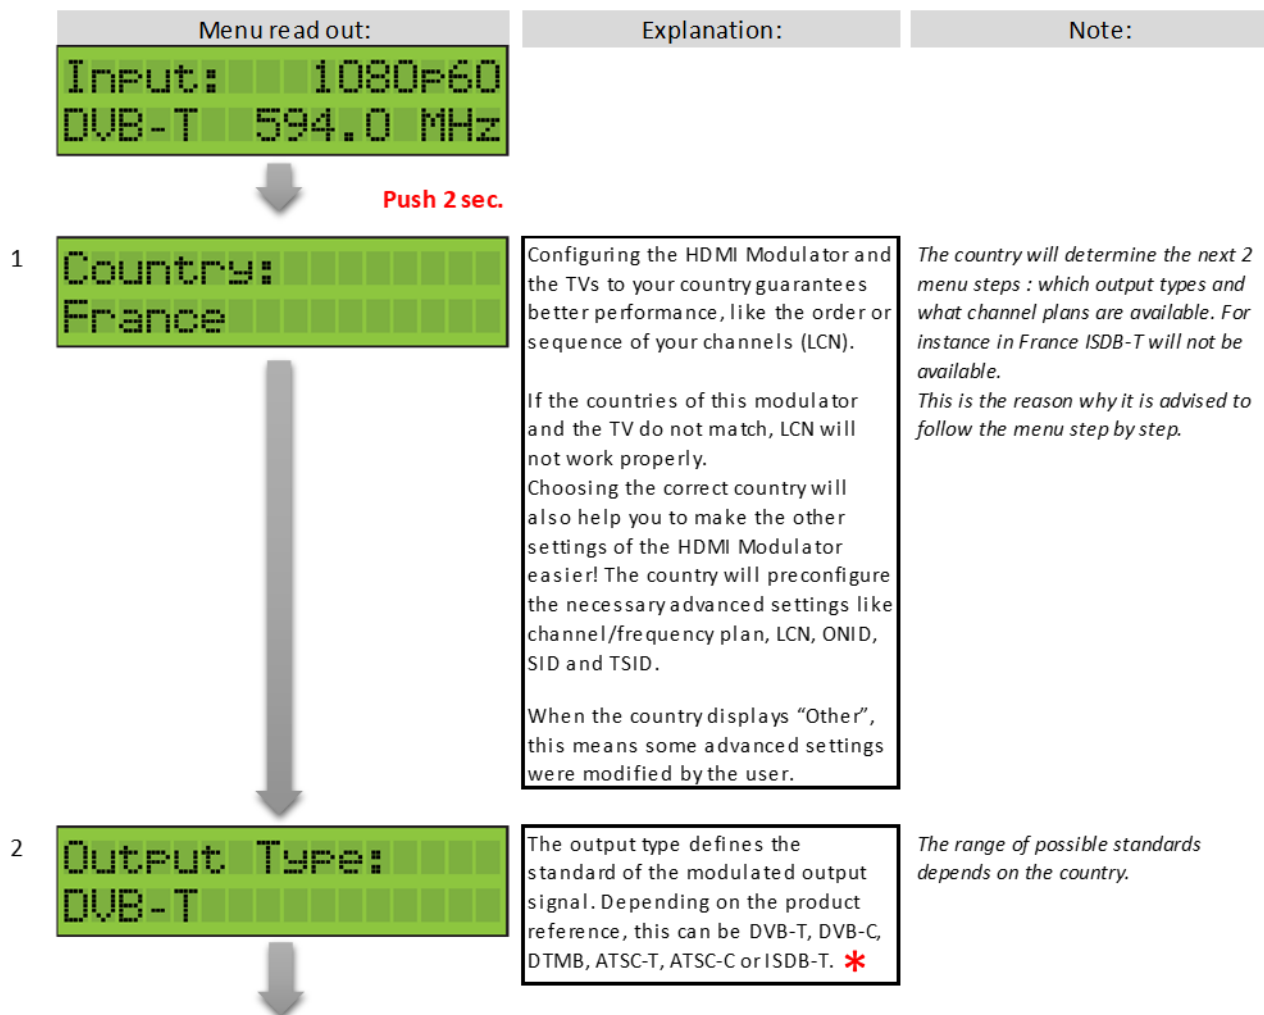 Menu read out:
Explanation:
Note:
Input: 1080p60
DVB-T 594.0 MHz
Push 2 sec.
1
Country:
France
Configuring the HDMI Modulator and
the TVs to your country guarantees
better performance, like the order or
sequence of your channels (LCN).
If the countries of this modulator
and the TV do not match, LCN will
not work properly.
Choosing the correct country will
also help you to make the other
settings of the HDMI Modulator
easier! The country will preconfigure
the necessary advanced settings like
channel/frequency plan, LCN, ONID,
SID and TSID.
When the country displays “Other”,
this means some advanced settings
were modified by the user.
The country will determine the next 2
menu steps : which output types and
what channel plans are available. For
instance in France ISDB-T will not be
available.
This is the reason why it is advised to
follow the menu step by step.
2
Output Type:
DVB-T
The output type defines the
standard of the modulated output
signal. Depending on the product
reference, this can be DVB-T, DVB-C,
DTMB, ATSC-T, ATSC-C or ISDB-T. *
The range of possible standards
depends on the country.